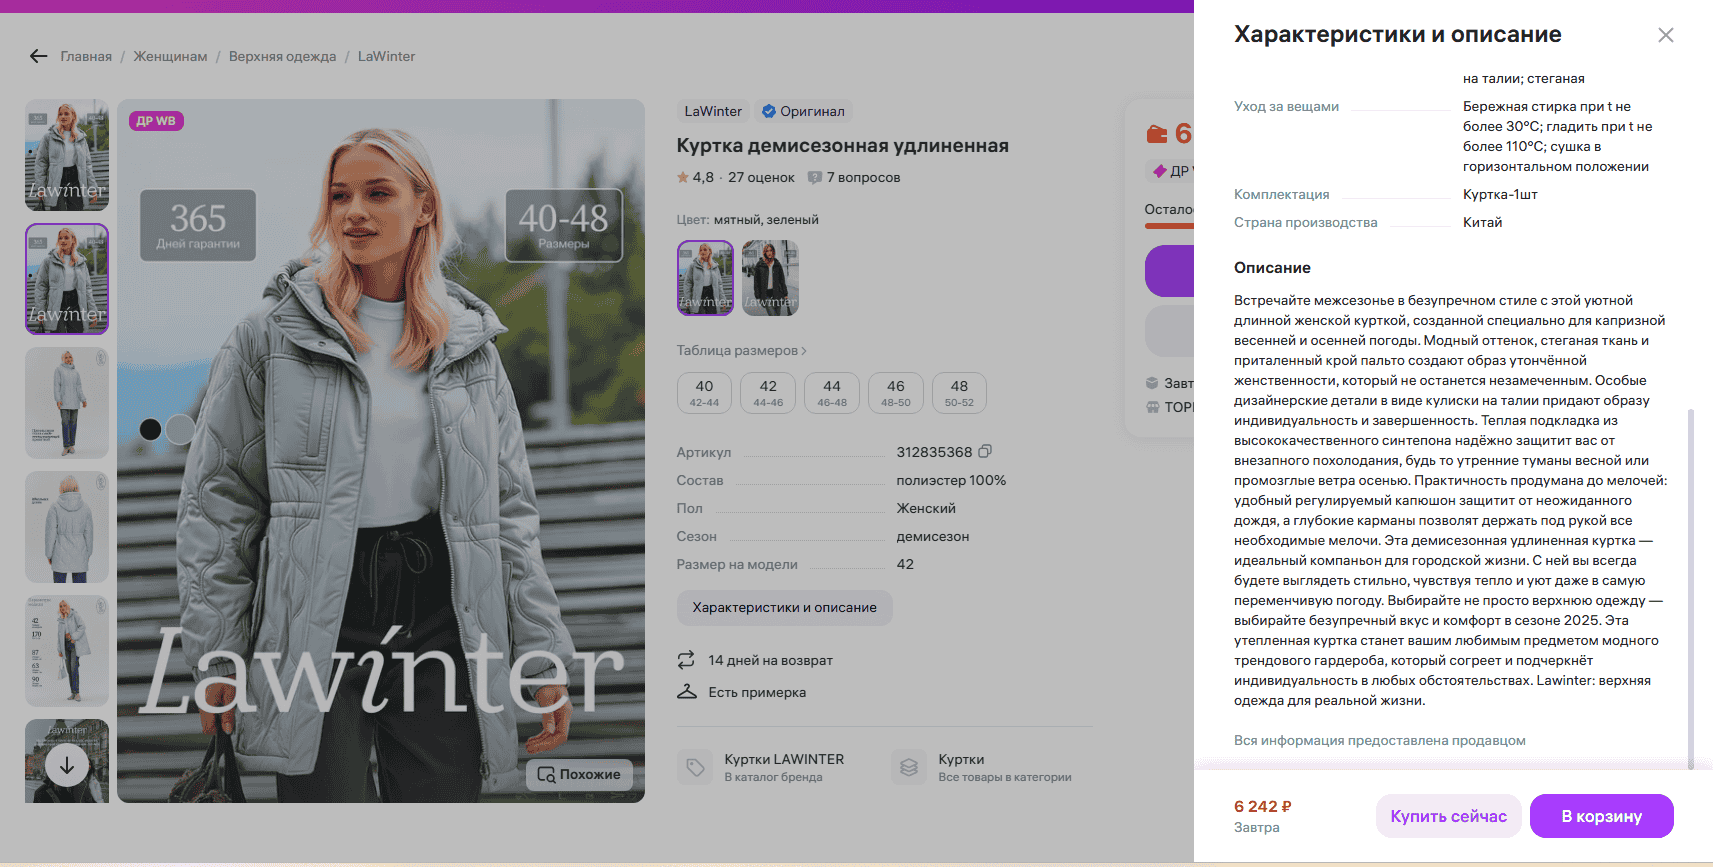 Главная / Женщинам / Верхняя одежда / LaWinter
ДР WB
365
Дней гарантии
40-48
Размеры
Lawinter
Похожие
LaWinter
Оригинал
Куртка демисезонная удлиненная
4,8 · 27 оценок 7 вопросов
Цвет: мятный, зеленый
Таблица размеров
40 42 44 46 48
42-44 44-46 46-48 48-50 50-52
Артикул 312835368
Состав полиэстер 100%
Пол Женский
Сезон демисезон
Размер на модели 42
Характеристики и описание
14 дней на возврат
Есть примерка
Куртки LAWINTER
В каталог бренда
Куртки
Все товары в категории
6
ДР
Остало
Завт
Характеристики и описание
на талии; стеганая
Уход за вещами Бережная стирка при t не
более 30°C; гладить при t не
более 110°C; сушка в
горизонтальном положении
Комплектация Куртка-1шт
Страна производства Китай
Описание
Встречайте межсезонье в безупречном стиле с этой уютной
длинной женской курткой, созданной специально для капризной
весенней и осенней погоды. Модный оттенок, стеганая ткань и
приталенный крой пальто создают образ утончённой
женственности, который не останется незамеченным. Особые
дизайнерские детали в виде кулиски на талии придают образу
индивидуальность и завершенность. Теплая подкладка из
высококачественного синтепона надёжно защитит вас от
внезапного похолодания, будь то утренние туманы весной или
промозглые ветра осенью. Практичность продумана до мелочей:
удобный регулируемый капюшон защитит от неожиданного
дождя, а глубокие карманы позволят держать под рукой все
необходимые мелочи. Эта демисезонная удлиненная куртка —
идеальный компаньон для городской жизни. С ней вы всегда
будете выглядеть стильно, чувствуя тепло и уют даже в самую
переменчивую погоду. Выбирайте не просто верхнюю одежду —
выбирайте безупречный вкус и комфорт в сезоне 2025. Эта
утепленная куртка станет вашим любимым предметом модного
трендового гардероба, который согреет и подчеркнёт
индивидуальность в любых обстоятельствах. Lawinter: верхняя
одежда для реальной жизни.
Вся информация предоставлена продавцом
6 242 ₽
Завтра
Купить сейчас
В корзину